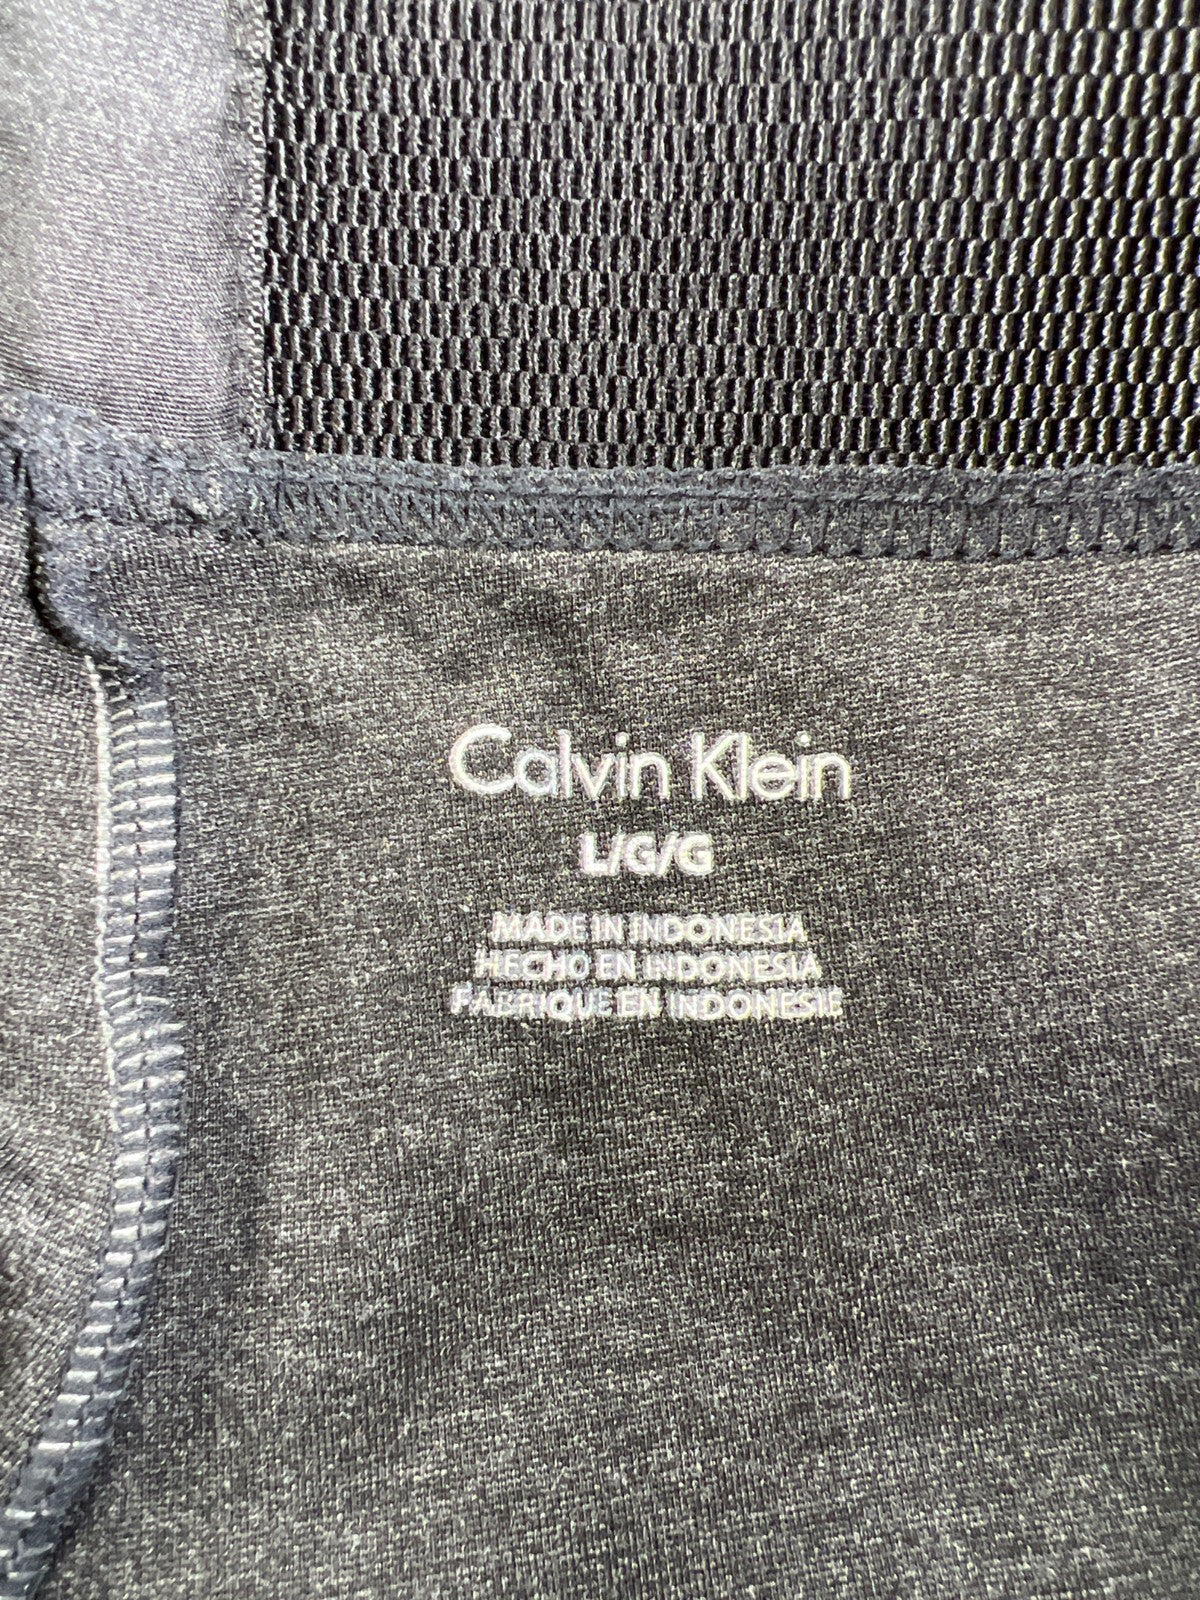 Calvin Klein
L/G/G
MADE IN INDONESIA
HECHO EN INDONESIA
FABRIQUE EN INDONESIE